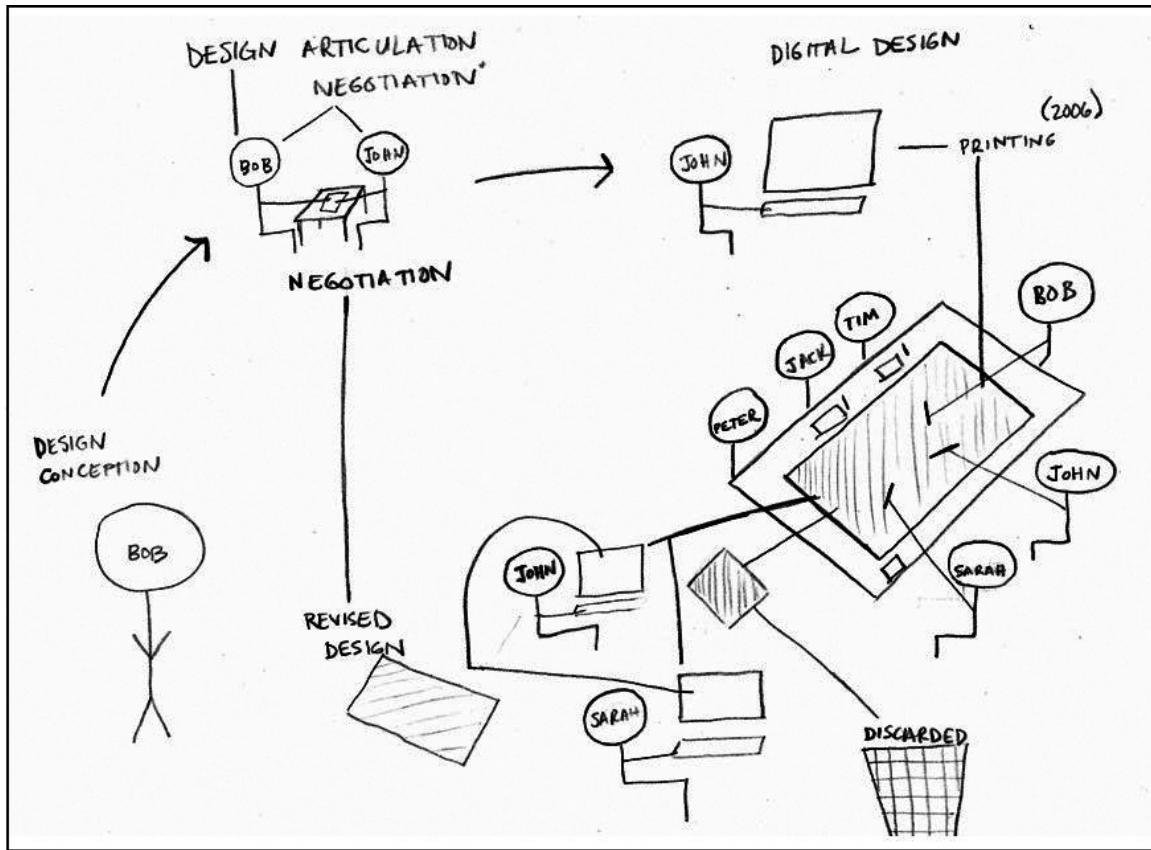 DESIGN ARTICULATION
NEGOTIATION*
BOB
JOHN
NEGOTIATION
DIGITAL DESIGN
(2006)
PRINTING
JOHN
DESIGN
CONCEPTION
BOB
REVISED
DESIGN
BOB
TIM
JACK
PETER
JOHN
SARAH
JOHN
SARAH
DISCARDED